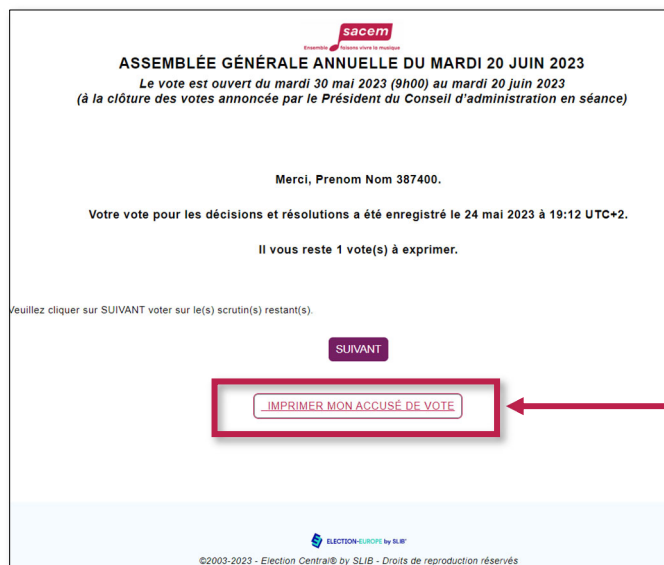 sacem
Ensemble faisons vivre la musique
ASSEMBLÉE GÉNÉRALE ANNUELLE DU MARDI 20 JUIN 2023
Le vote est ouvert du mardi 30 mai 2023 (9h00) au mardi 20 juin 2023
(à la clôture des votes annoncée par le Président du Conseil d'administration en séance)
Merci, Prenom Nom 387400.
Votre vote pour les décisions et résolutions a été enregistré le 24 mai 2023 à 19:12 UTC+2.
Il vous reste 1 vote(s) à exprimer.
Veuillez cliquer sur SUIVANT voter sur le(s) scrutin(s) restant(s).
SUIVANT
IMPRIMER MON ACCUSÉ DE VOTE
ELECTION-EUROPE by SLIB*
©2003-2023 - Election Central® by SLIB - Droits de reproduction réservés